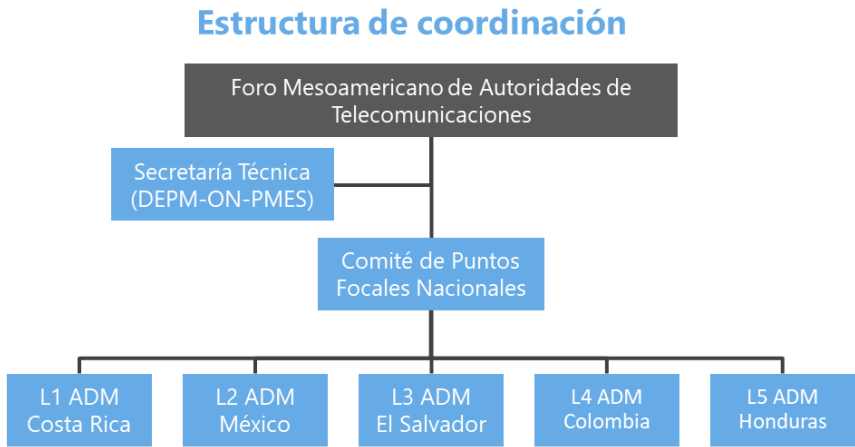 Estructura de coordinación
Foro Mesoamericano de Autoridades de
Telecomunicaciones
Secretaría Técnica
(DEPM-ON-PMES)
Comité de Puntos
Focales Nacionales
L1 ADM
Costa Rica
L2 ADM
México
L3 ADM
El Salvador
L4 ADM
Colombia
L5 ADM
Honduras